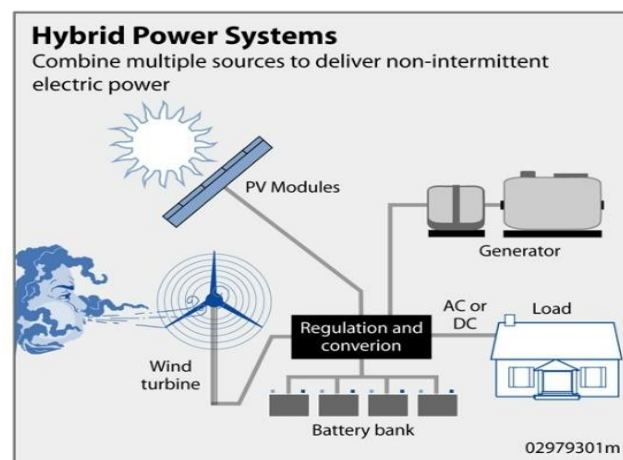 Hybrid Power Systems
Combine multiple sources to deliver non-intermittent
electric power
PV Modules
Generator
AC or
DC
Load
Regulation and
converion
Wind
turbine
Battery bank
02979301m